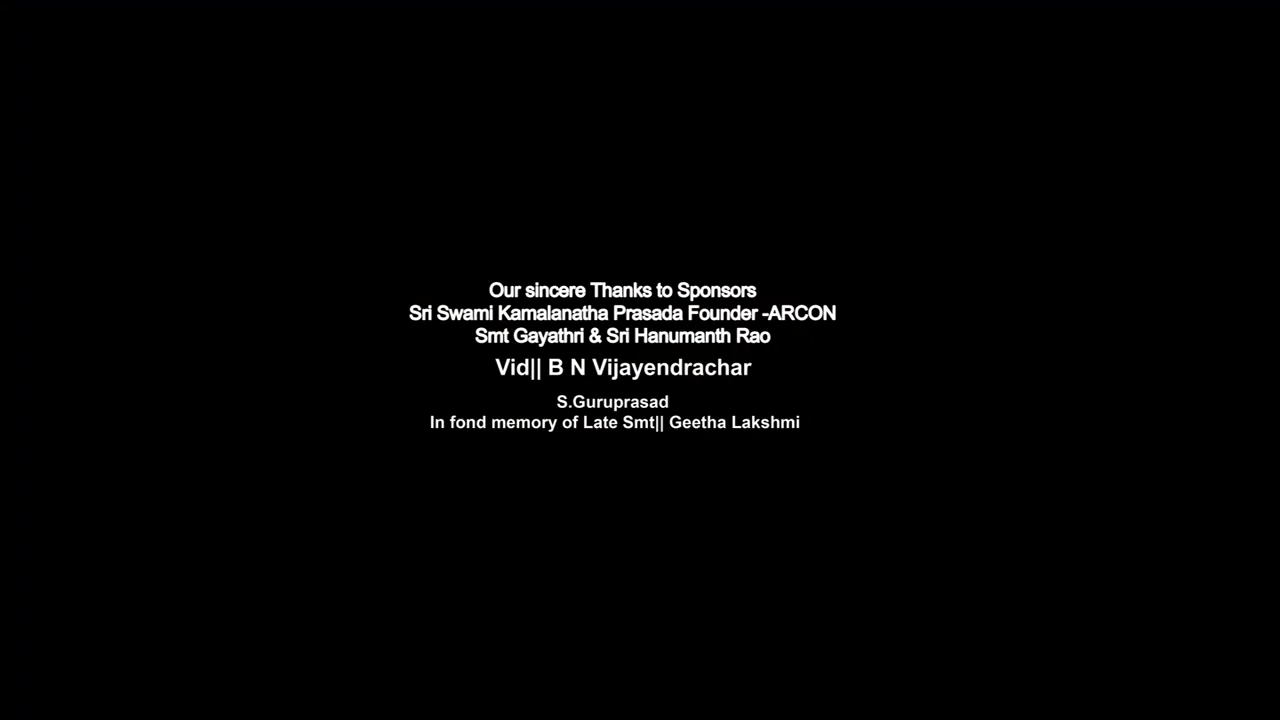 Our sincere Thanks to Sponsors
Sri Swami Kamalanatha Prasada Founder -ARCON
Smt Gayathri & Sri Hanumanth Rao
Vid|| B N Vijayendrachar
S.Guruprasad
In fond memory of Late Smt|| Geetha Lakshmi